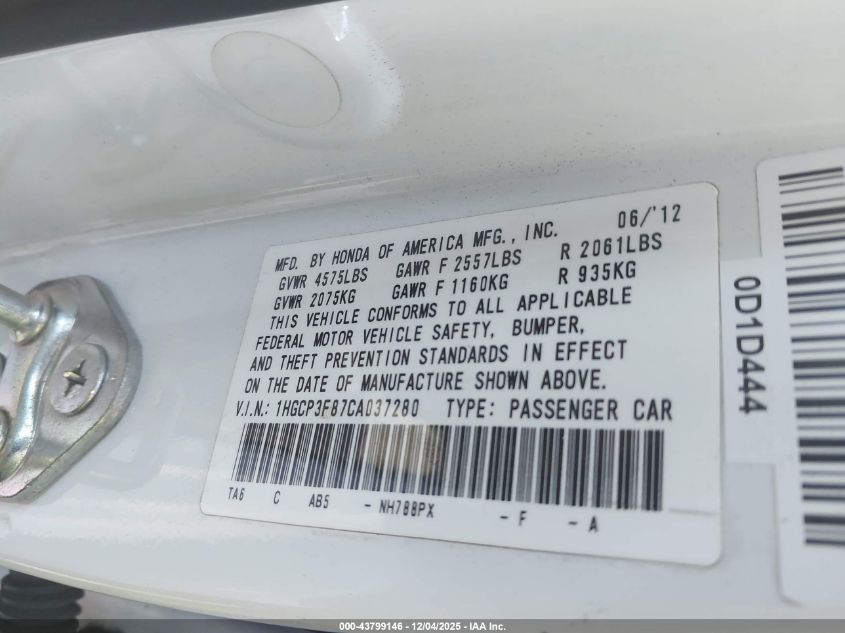 MFD. BY HONDA OF AMERICA MFG., INC. 06/'12
GVWR 4575LBS GAWR F 2557LBS R 2061LBS
GVWR 2075KG GAWR F 1160KG R 935KG
THIS VEHICLE CONFORMS TO ALL APPLICABLE
FEDERAL MOTOR VEHICLE SAFETY, BUMPER,
AND THEFT PREVENTION STANDARDS IN EFFECT
ON THE DATE OF MANUFACTURE SHOWN ABOVE.
V.I.N.: 1HGCP3F87CA037280 TYPE: PASSENGER CAR
TA6 C AB5 - NH788PX - F - A
0D1D444
000-43799146 - 12/04/2025 - IAA Inc.